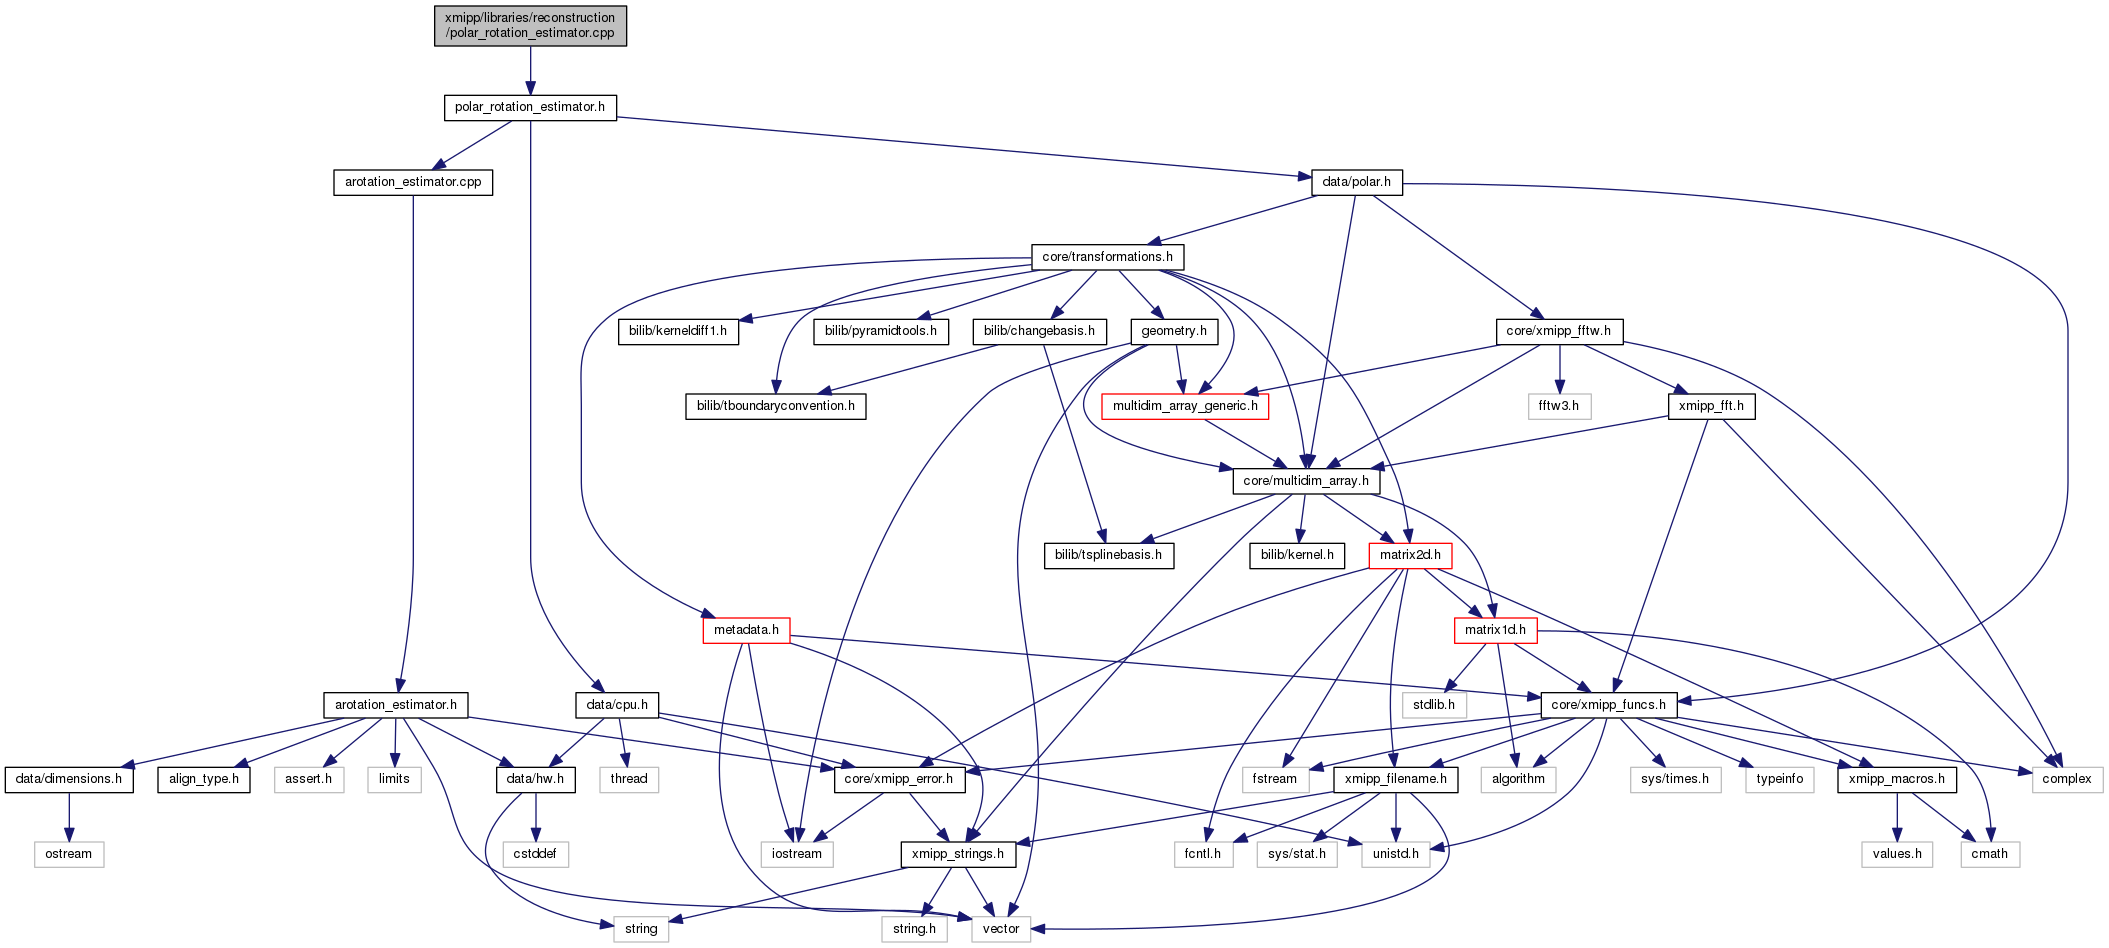 xmipp/libraries/reconstruction
/polar_rotation_estimator.cpp
polar_rotation_estimator.h
arotation_estimator.cpp
data/polar.h
core/transformations.h
bilib/kerneldiff1.h
bilib/pyramidtools.h
bilib/changebasis.h
geometry.h
core/xmipp_fftw.h
bilib/tboundaryconvention.h
multidim_array_generic.h
fftw3.h
xmipp_fft.h
core/multidim_array.h
bilib/tsplinebasis.h
bilib/kernel.h
matrix2d.h
metadata.h
matrix1d.h
arotation_estimator.h
data/cpu.h
stdlib.h
core/xmipp_funcs.h
data/dimensions.h
align_type.h
assert.h
limits
data/hw.h
thread
core/xmipp_error.h
fstream
xmipp_filename.h
algorithm
sys/times.h
typeinfo
xmipp_macros.h
complex
ostream
cstddef
iostream
xmipp_strings.h
fcntl.h
sys/stat.h
unistd.h
values.h
cmath
string
string.h
vector